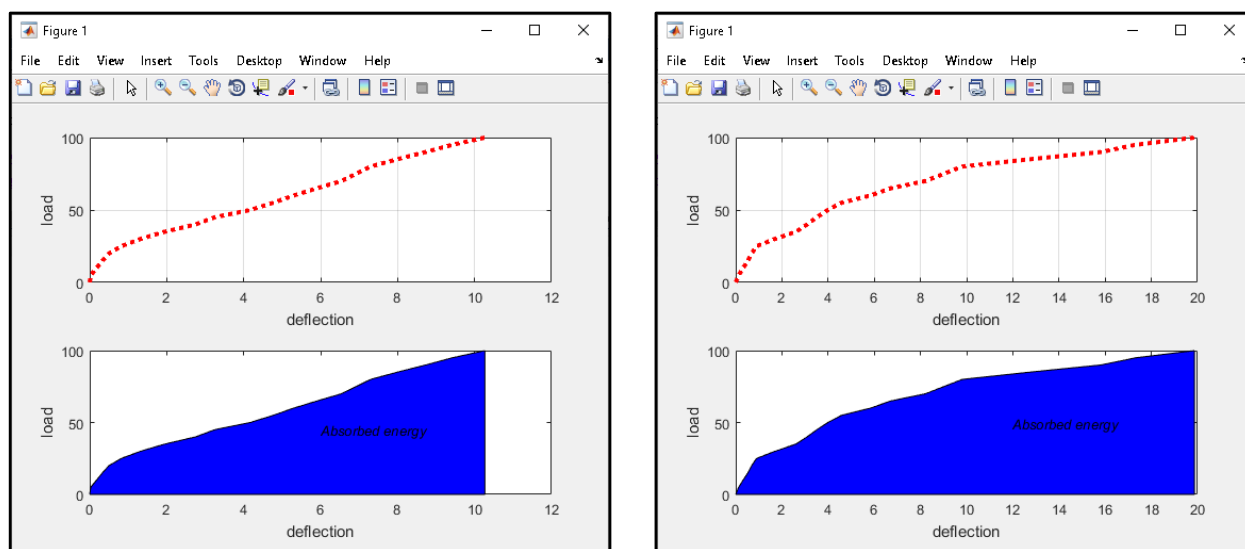 Figure 1
File Edit View Insert Tools Desktop Window Help
100
50
0
load
0 2 4 6 8 10 12
deflection
100
50
0
load
Absorbed energy
0 2 4 6 8 10 12
deflection
Figure 1
File Edit View Insert Tools Desktop Window Help
100
50
0
load
0 2 4 6 8 10 12 14 16 18 20
deflection
100
50
0
load
Absorbed energy
0 2 4 6 8 10 12 14 16 18 20
deflection